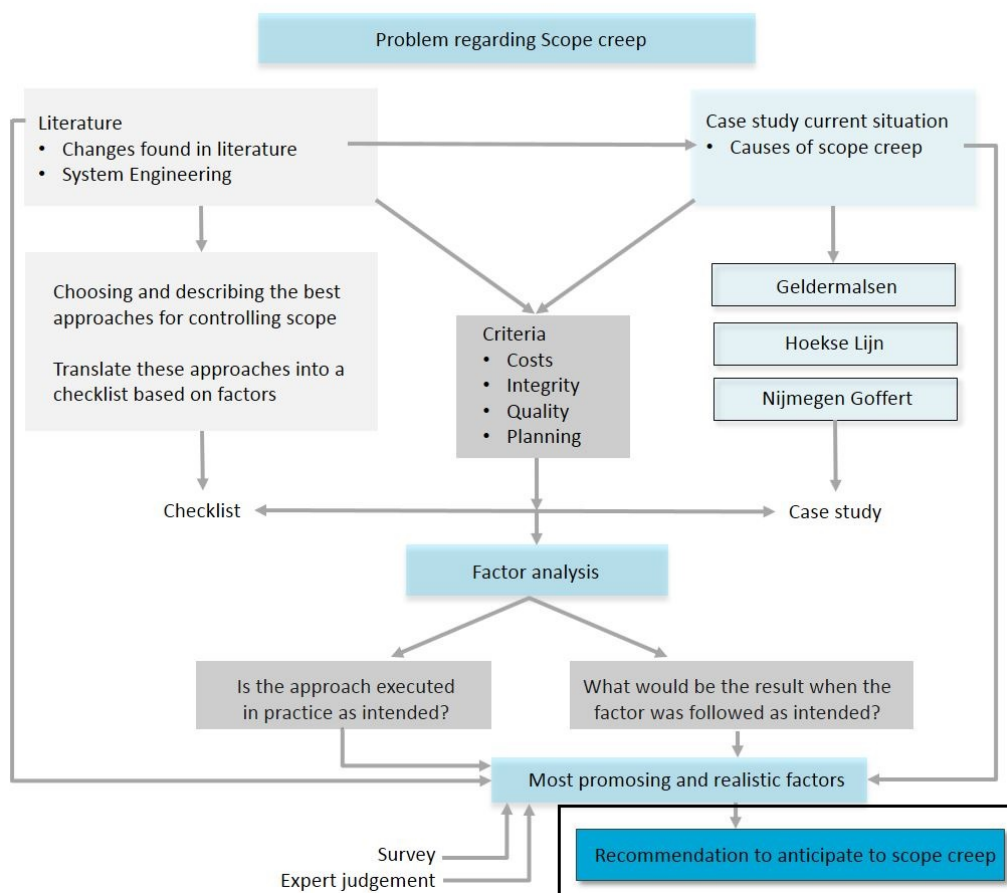 Problem regarding Scope creep
Literature
• Changes found in literature
• System Engineering
Case study current situation
• Causes of scope creep
Choosing and describing the best
approaches for controlling scope
Translate these approaches into a
checklist based on factors
Criteria
• Costs
• Integrity
• Quality
• Planning
Geldermalsen
Hoekse Lijn
Nijmegen Goffert
Checklist
Case study
Factor analysis
Is the approach executed
in practice as intended?
What would be the result when the
factor was followed as intended?
Most promosing and realistic factors
Survey
Expert judgement
Recommendation to anticipate to scope creep